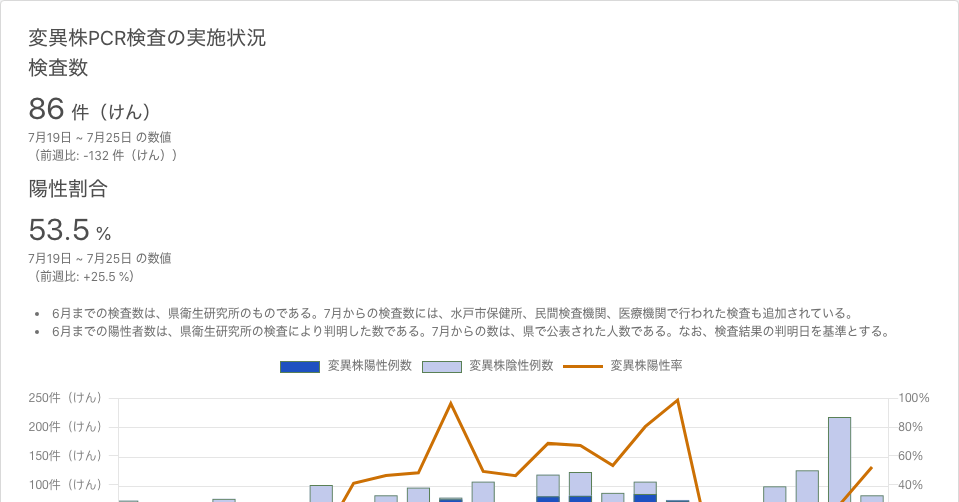 変異株PCR検査の実施状況
検査数
86 件（けん）
7月19日 ~ 7月25日 の数値
（前週比: -132 件（けん））
陽性割合
53.5 %
7月19日 ~ 7月25日 の数値
（前週比: +25.5 %）
• 6月までの検査数は、県衛生研究所のものである。7月からの検査数には、水戸市保健所、民間検査機関、医療機関で行われた検査も追加されている。
• 6月までの陽性者数は、県衛生研究所の検査により判明した数である。7月からの数は、県で公表された人数である。なお、検査結果の判明日を基準とする。
変異株陽性例数 変異株陰性例数 変異株陽性率
250件（けん） 100%
200件（けん） 80%
150件（けん） 60%
100件（けん） 40%